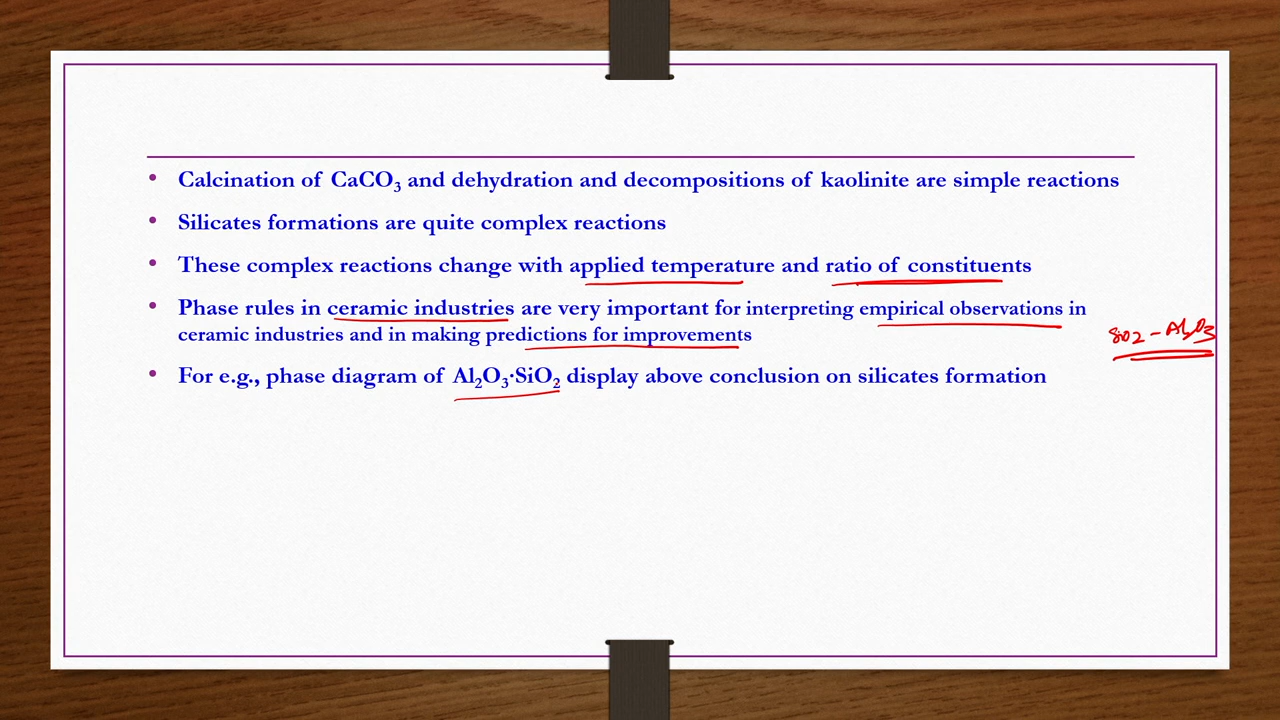 • Calcination of CaCO₃ and dehydration and decompositions of kaolinite are simple reactions
• Silicates formations are quite complex reactions
• These complex reactions change with applied temperature and ratio of constituents
• Phase rules in ceramic industries are very important for interpreting empirical observations in
ceramic industries and in making predictions for improvements
SiO2 - Al2O3
• For e.g., phase diagram of Al₂O₃·SiO₂ display above conclusion on silicates formation